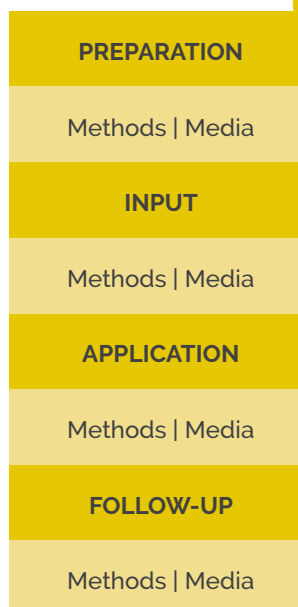 PREPARATION
Methods | Media
INPUT
Methods | Media
APPLICATION
Methods | Media
FOLLOW-UP
Methods | Media